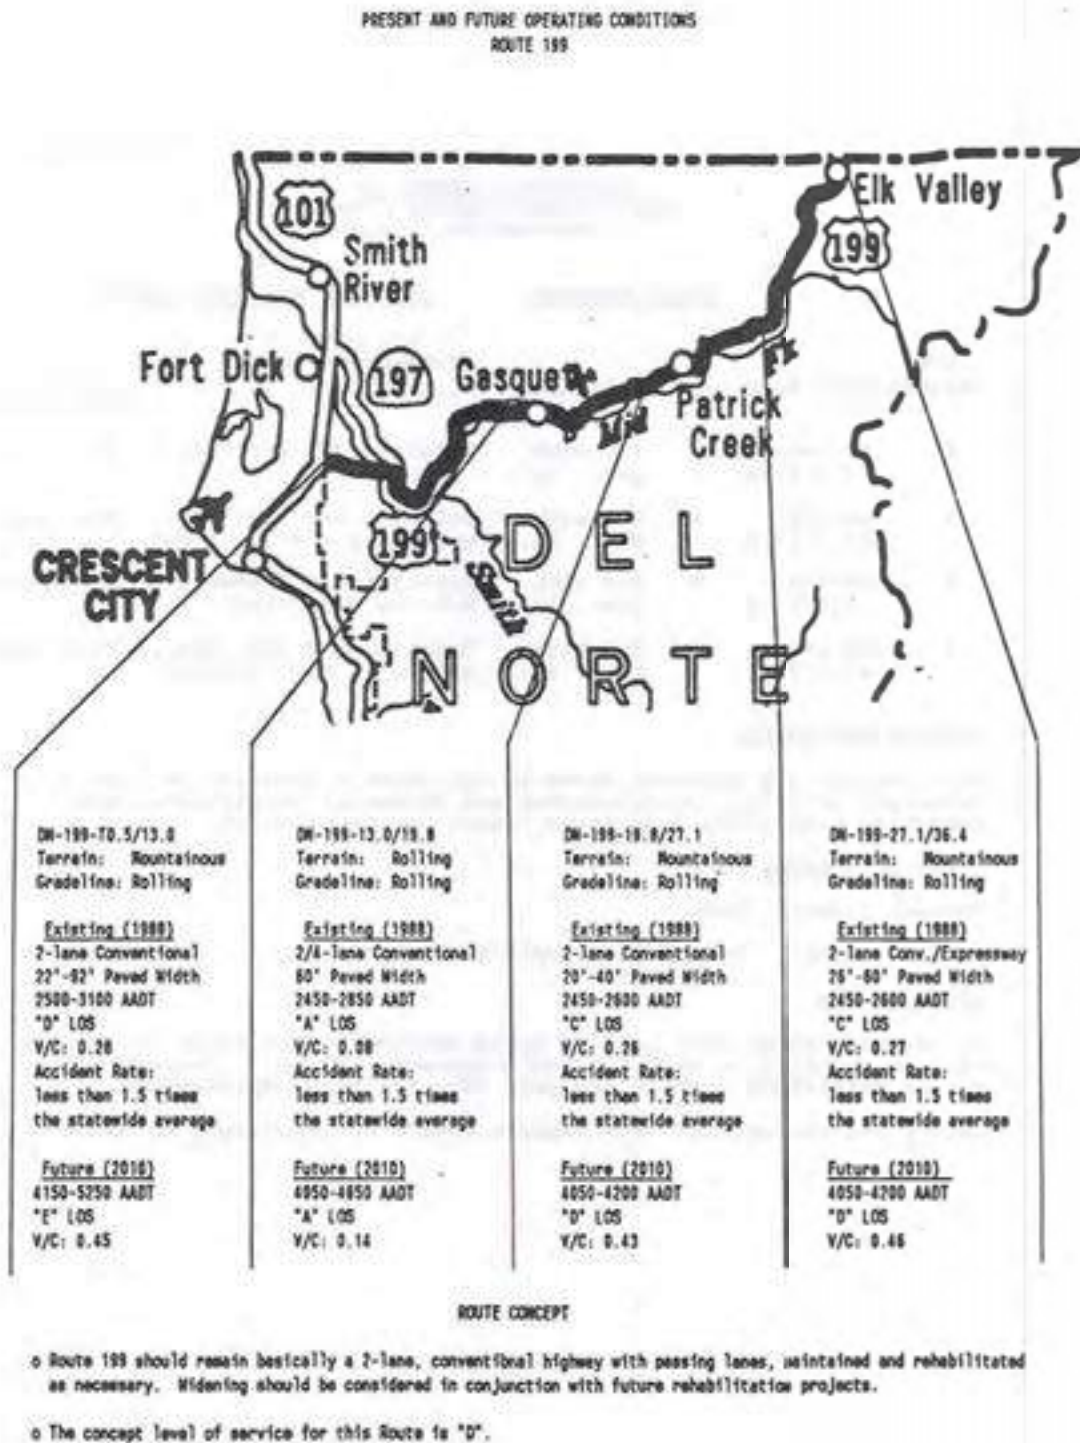 PRESENT AND FUTURE OPERATING CONDITIONS
ROUTE 199
101
Smith
River
Elk Valley
199
Fort Dick
197
Gasquet
Patrick
Creek
CRESCENT
CITY
199
Smith
DEL
NORTE
DN-199-T0.5/13.0
Terrain: Mountainous
Gradeline: Rolling
Existing (1988)
2-lane Conventional
22'-92' Paved Width
2500-3100 AADT
"D" LOS
V/C: 0.28
Accident Rate:
less than 1.5 times
the statewide average
Future (2010)
4150-5250 AADT
"E" LOS
V/C: 0.45
DN-199-13.0/19.8
Terrain: Rolling
Gradeline: Rolling
Existing (1988)
2/4-lane Conventional
60' Paved Width
2450-2850 AADT
"A" LOS
V/C: 0.08
Accident Rate:
less than 1.5 times
the statewide average
Future (2010)
AADT
"A" LOS
V/C: 0.14
DN-199-19.8/27.1
Terrain: Mountainous
Gradeline: Rolling
Existing (1988)
2-lane Conventional
20'-40' Paved Width
2450-2600 AADT
"C" LOS
V/C: 0.26
Accident Rate:
less than 1.5 times
the statewide average
Future (2010)
4050-4200 AADT
"D" LOS
V/C: 0.43
DN-199-27.1/36.4
Terrain: Mountainous
Gradeline: Rolling
Existing (1988)
2-lane Conv./Expressway
26'-60' Paved Width
2450-2600 AADT
"C" LOS
V/C: 0.27
Accident Rate:
less than 1.5 times
the statewide average
Future (2010)
4050-4200 AADT
"D" LOS
V/C: 0.46
ROUTE CONCEPT
o Route 199 should remain basically a 2-lane, conventional highway with passing lanes, maintained and rehabilitated
as necessary. Widening should be considered in conjunction with future rehabilitation projects.
o The concept level of service for this Route is "D".